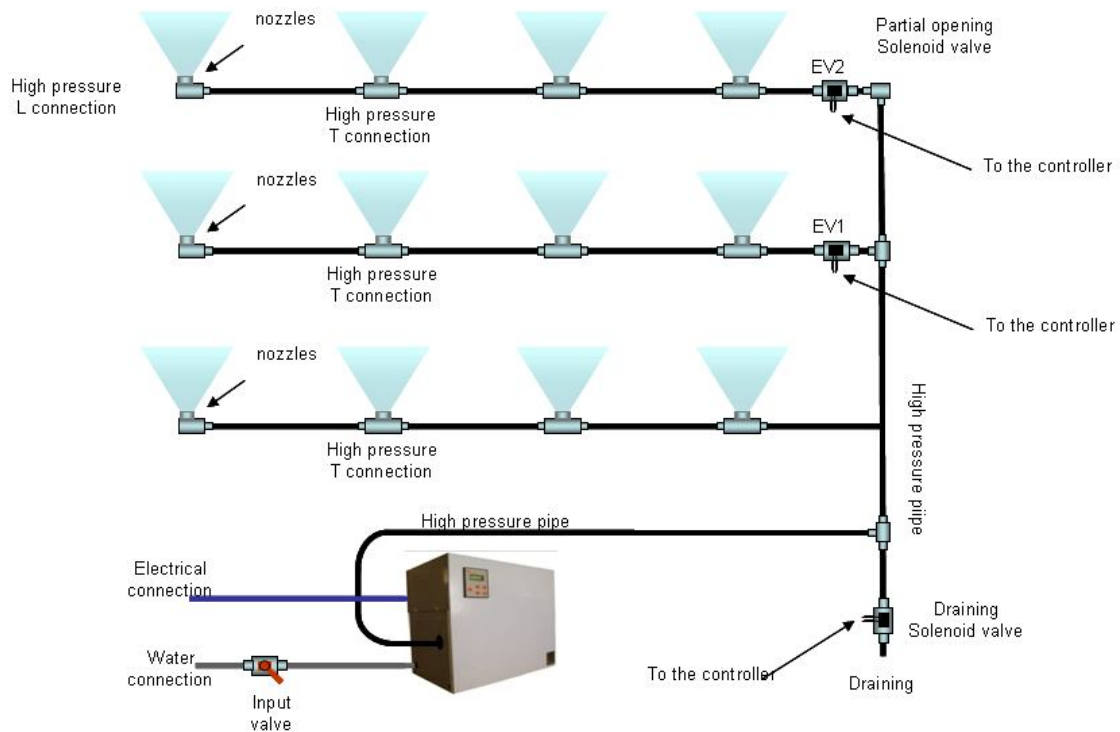 nozzles
Partial opening
Solenoid valve
EV2
High pressure
L connection
High pressure
T connection
To the controller
nozzles
EV1
High pressure
T connection
To the controller
nozzles
High pressure piipe
High pressure
T connection
High pressure pipe
Electrical
connection
Draining
Solenoid valve
Water
connection
To the controller
Draining
Input
valve